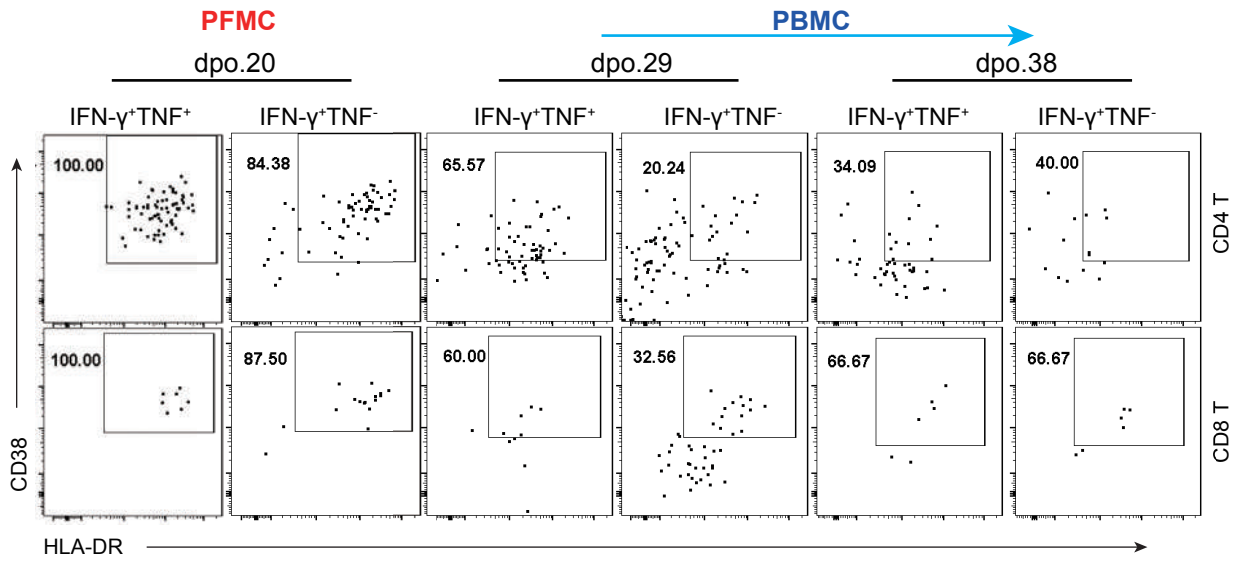 PFMC PBMC
dpo.20 dpo.29 dpo.38
IFN-γ⁺TNF⁺ IFN-γ⁺TNF⁻ IFN-γ⁺TNF⁺ IFN-γ⁺TNF⁻ IFN-γ⁺TNF⁺ IFN-γ⁺TNF⁻
100.00 84.38 65.57 20.24 34.09 40.00
CD4 T
100.00 87.50 60.00 32.56 66.67 66.67
CD8 T
CD38
HLA-DR